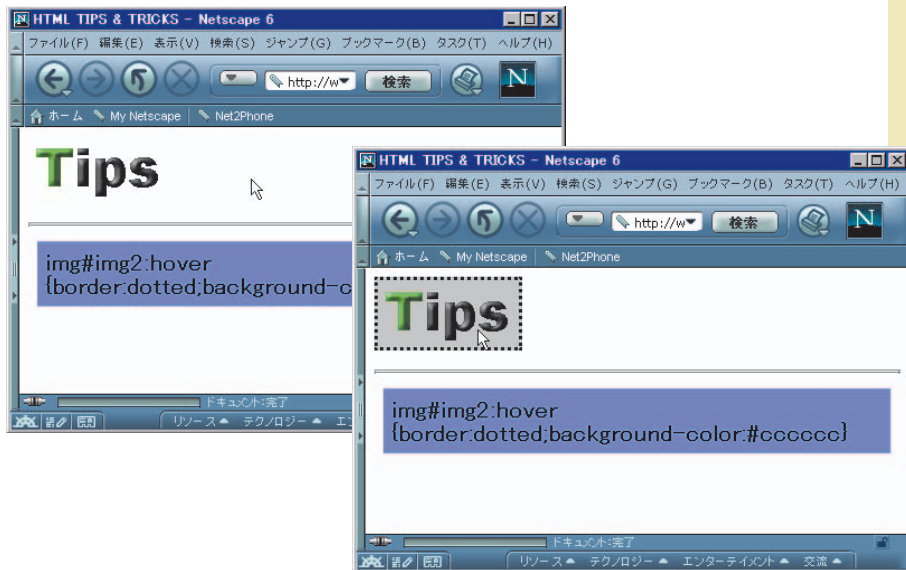 HTML TIPS & TRICKS - Netscape 6
ファイル(F) 編集(E) 表示(V) 検索(S) ジャンプ(G) ブックマーク(B) タスク(T) ヘルプ(H)
http://w 検索 N
ホーム My Netscape Net2Phone
Tips
img#img2:hover
{border:dotted;background-c
ドキュメント:完了
リソース テクノロジー エン
HTML TIPS & TRICKS - Netscape 6
ファイル(F) 編集(E) 表示(V) 検索(S) ジャンプ(G) ブックマーク(B) タスク(T) ヘルプ(H)
http://w 検索 N
ホーム My Netscape Net2Phone
Tips
img#img2:hover
{border:dotted;background-color:#cccccc}
ドキュメント:完了
リソース テクノロジー エンターテイメント 交流